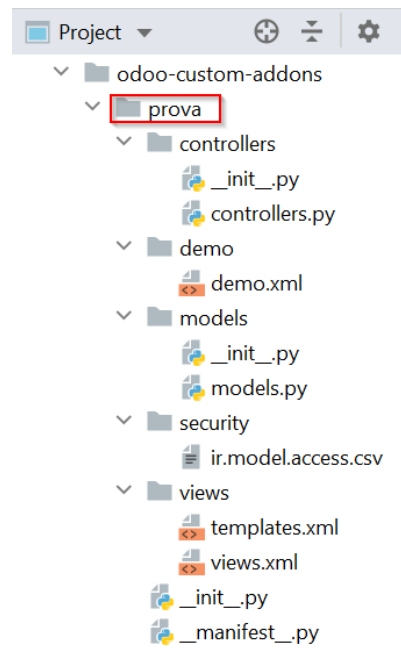 Project
odoo-custom-addons
prova
controllers
__init__.py
controllers.py
demo
demo.xml
models
__init__.py
models.py
security
ir.model.access.csv
views
templates.xml
views.xml
__init__.py
__manifest__.py